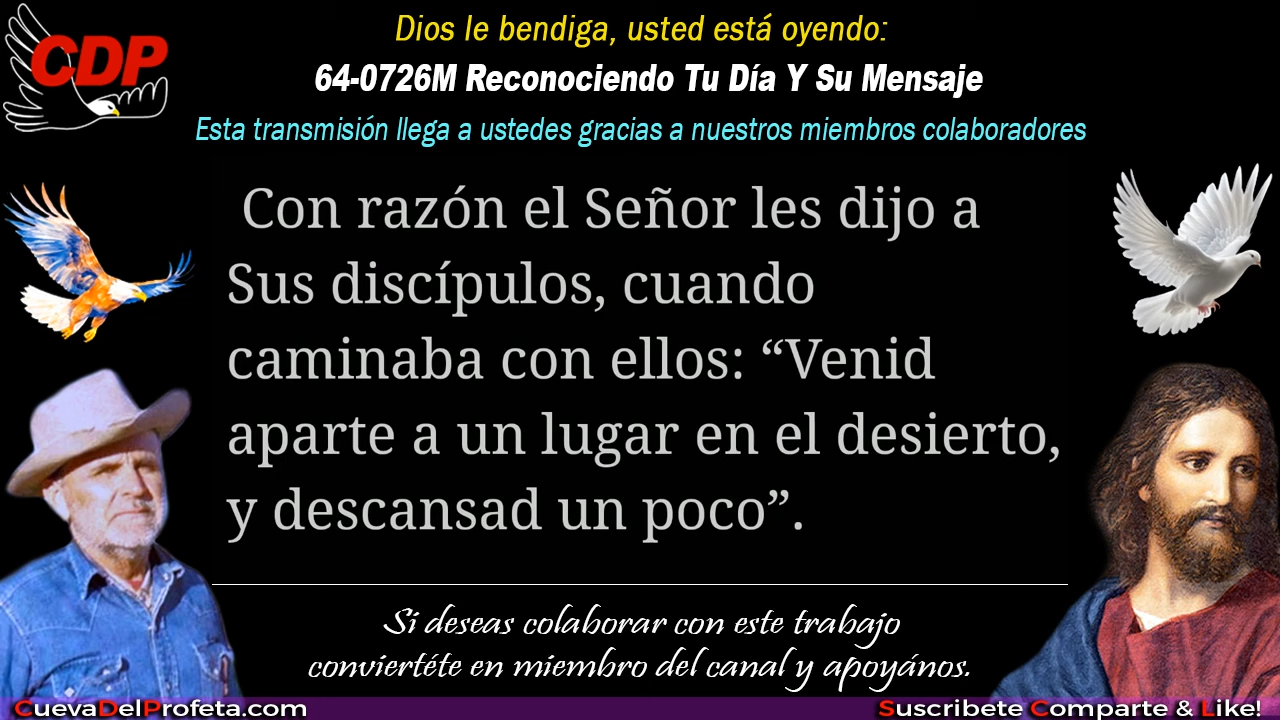 CDP
Dios le bendiga, usted está oyendo:
64-0726M Reconociendo Tu Día Y Su Mensaje
Esta transmisión llega a ustedes gracias a nuestros miembros colaboradores
Con razón el Señor les dijo a
Sus discípulos, cuando
caminaba con ellos: “Venid
aparte a un lugar en el desierto,
y descansad un poco”.
Si deseas colaborar con este trabajo
conviertéte en miembro del canal y apoyános.
CuevaDelProfeta.com
Suscribete Comparte & Like!